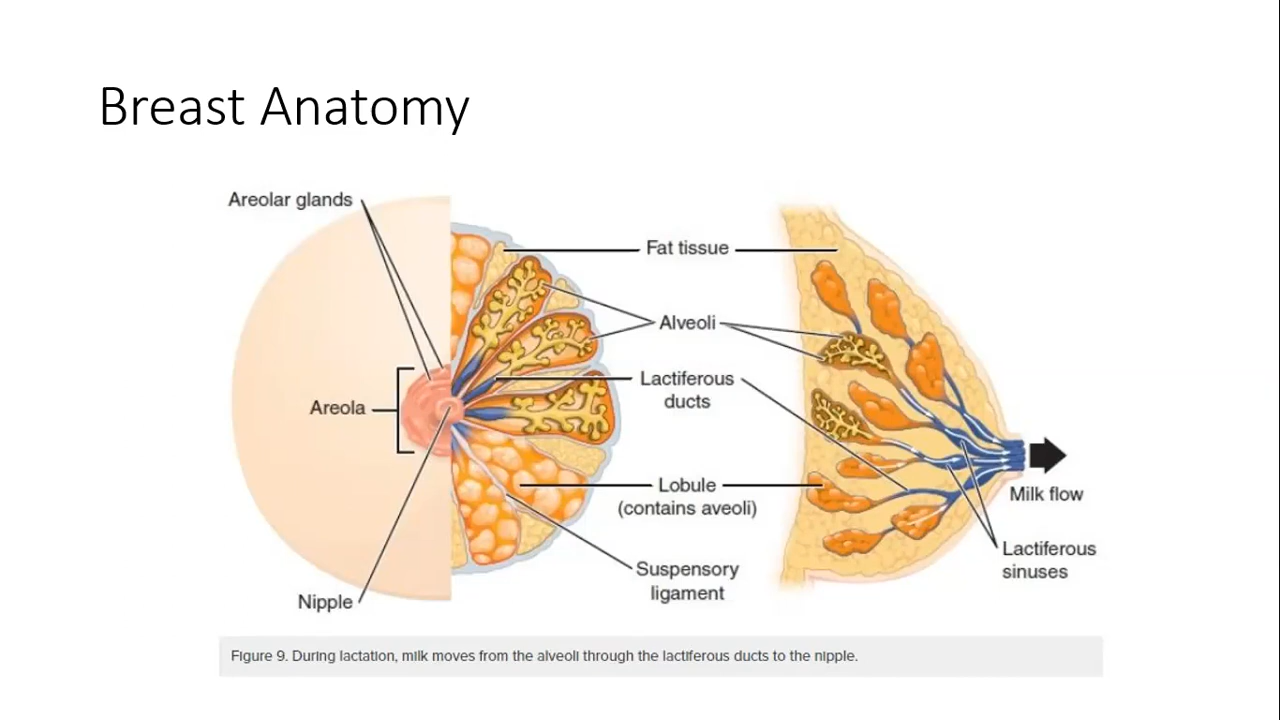 Breast Anatomy
Areolar glands
Fat tissue
Alveoli
Lactiferous
ducts
Areola
Lobule
(contains aveoli)
Milk flow
Lactiferous
sinuses
Suspensory
ligament
Nipple
Figure 9. During lactation, milk moves from the alveoli through the lactiferous ducts to the nipple.